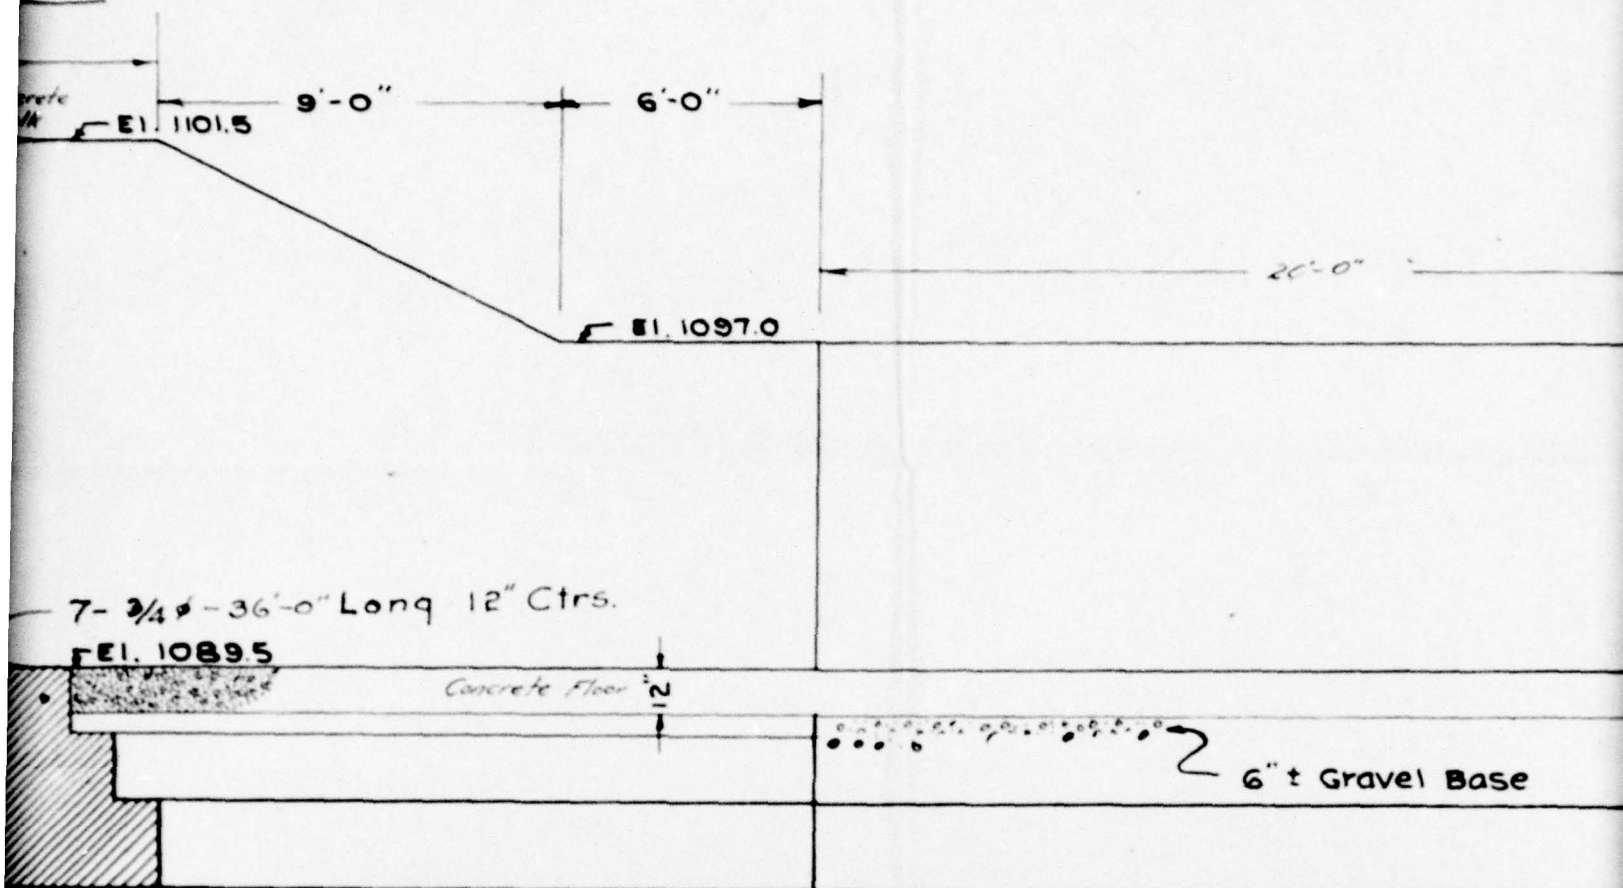 9'-0"
6'-0"
El. 1101.5
El. 1097.0
7- 3/4 ø - 36'-0" Long 12" Ctrs.
El. 1089.5
Concrete Floor
12"
6" ± Gravel Base